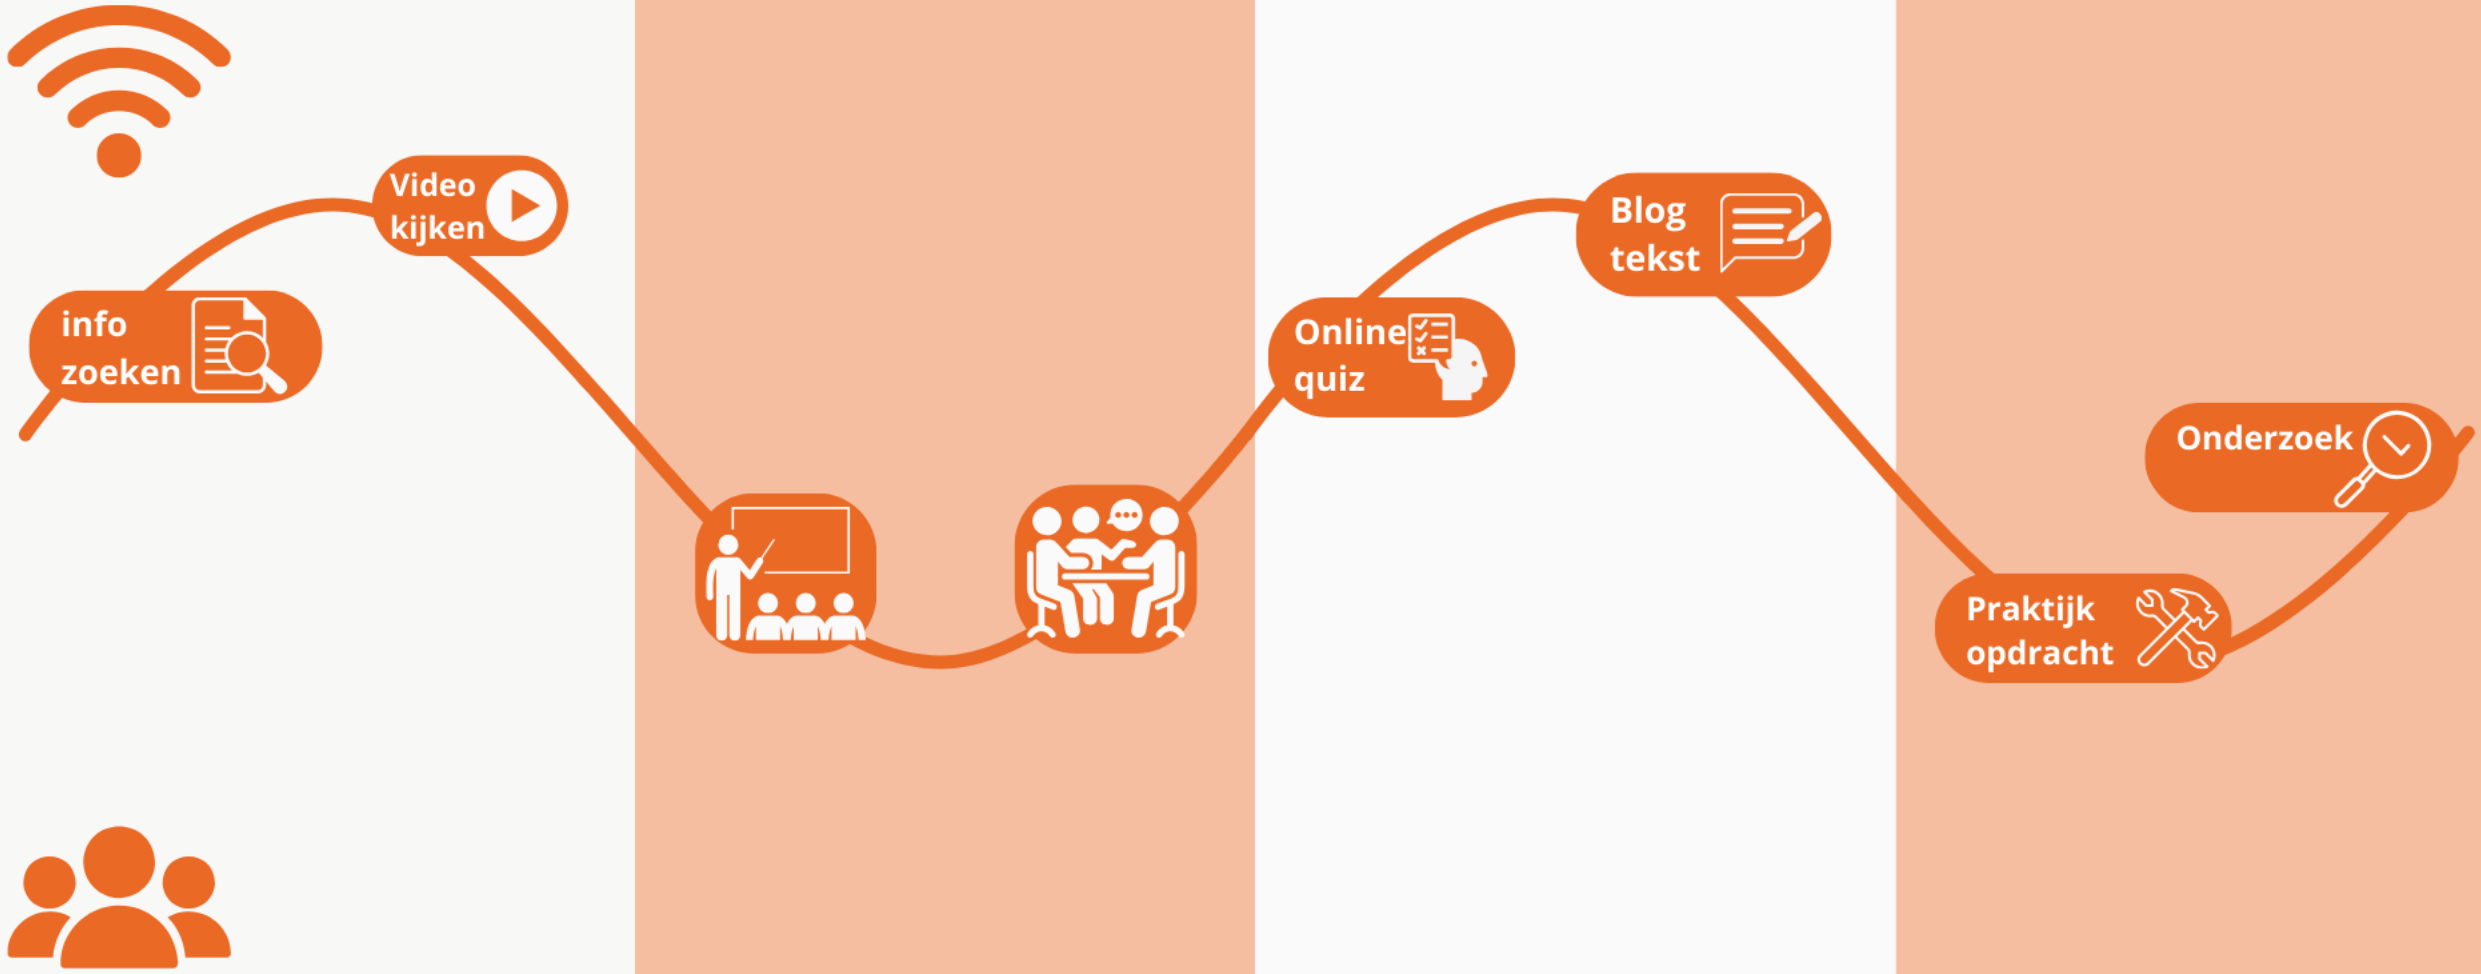 Video
kijken
info
zoeken
Online
quiz
Blog
tekst
Praktijk
opdracht
Onderzoek